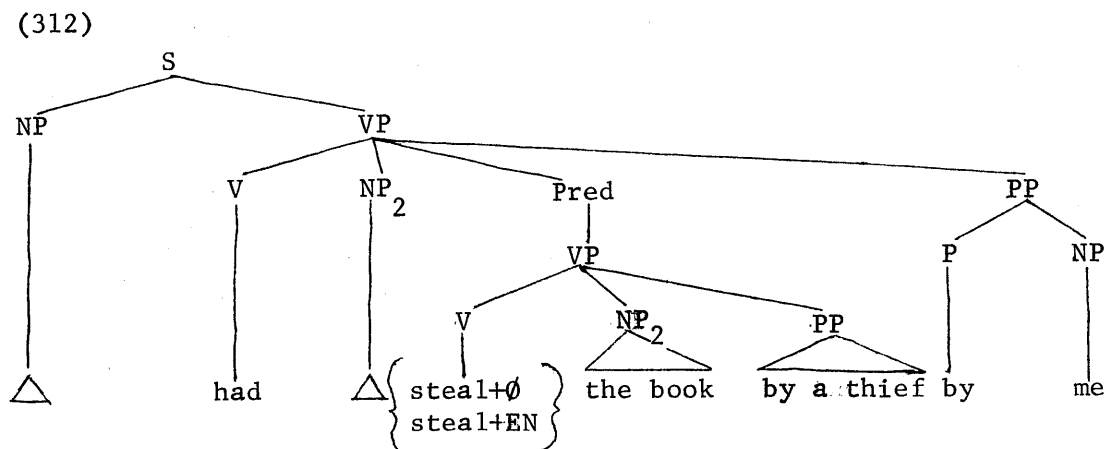 (312)
S
NP VP
V NP2 Pred PP
VP P NP
V NP2 PP
had steal+Ø the book by a thief by me
steal+EN